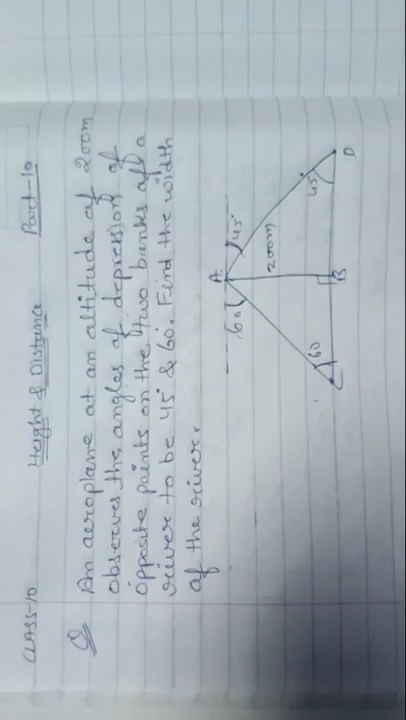 CLASS-10 Height & Distance Part-10
Q An aeroplane at an altitude of 200m
observes the angles of depression of
opposite points on the two banks of a
river to be 45° & 60°. Find the width
of the river.
A
60 45°
200m
60 45
C B D